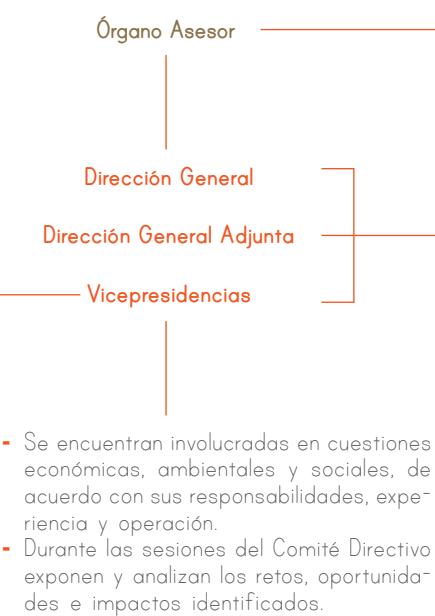 Órgano Asesor
Dirección General
Dirección General Adjunta
Vicepresidencias
- Se encuentran involucradas en cuestiones
económicas, ambientales y sociales, de
acuerdo con sus responsabilidades, expe-
riencia y operación.
- Durante las sesiones del Comité Directivo
exponen y analizan los retos, oportunida-
des e impactos identificados.